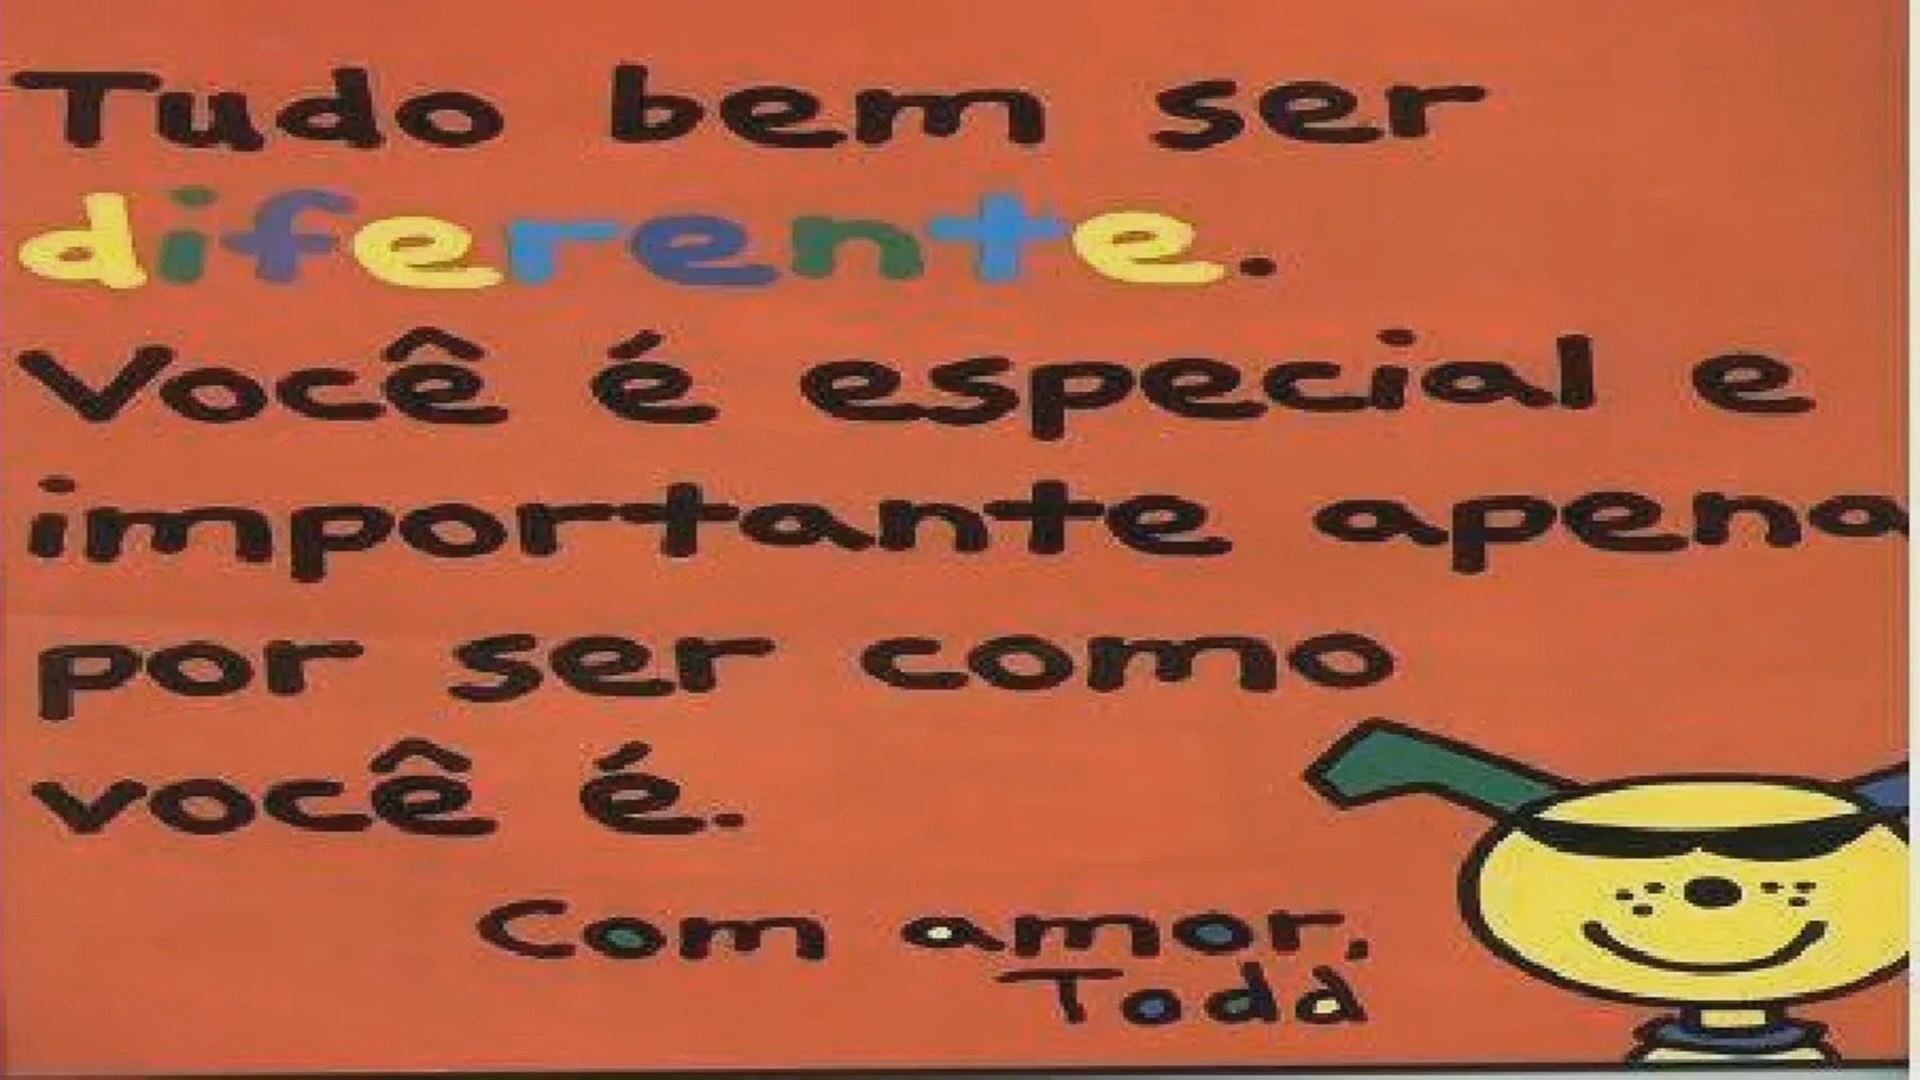 Tudo bem ser
diferente.
Você é especial e
importante apena
por ser como
você é.
Com amor,
Todd